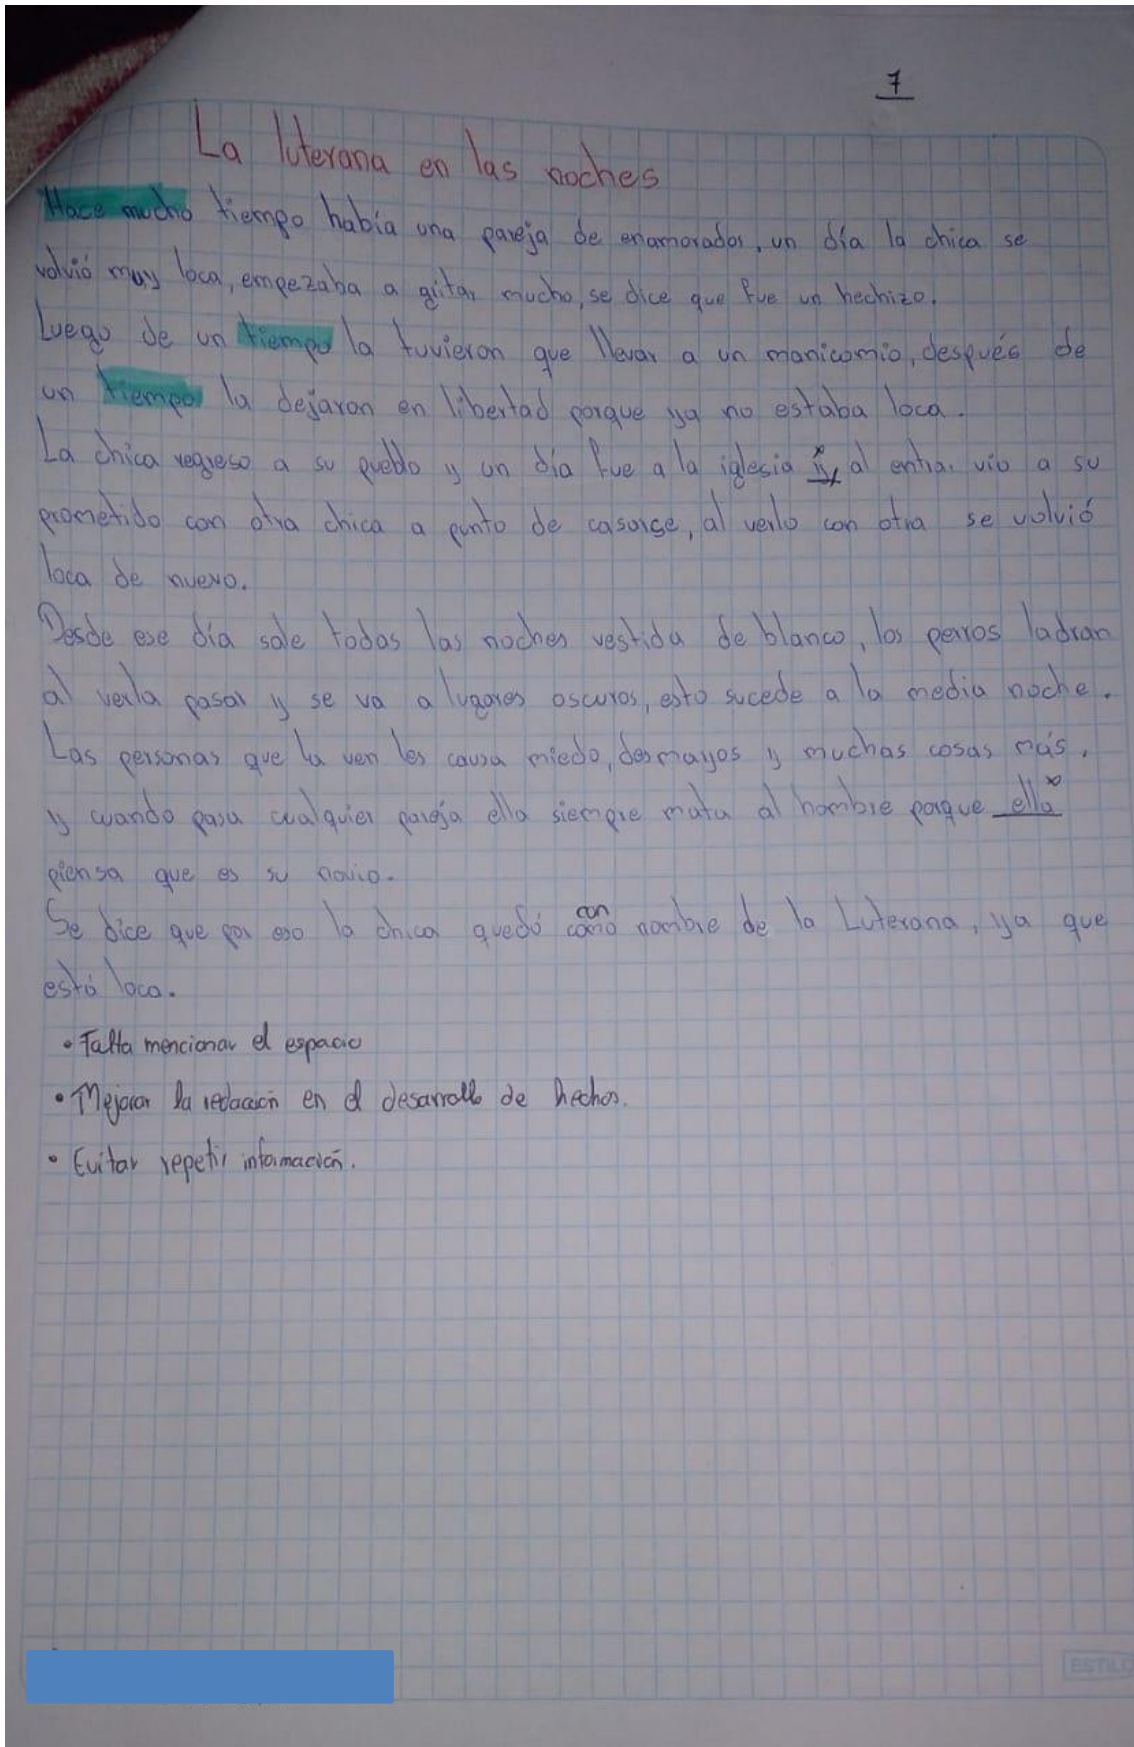 7
La luterana en las noches
Hace mucho tiempo había una pareja de enamorados, un día la chica se
volvió muy loca, empezaba a gritar mucho, se dice que fue un hechizo.
Luego de un tiempo la tuvieron que llevar a un manicomio, después de
un tiempo la dejaron en libertad porque ya no estaba loca.
La chica regreso a su pueblo y un día fue a la iglesia y, al entrar vio a su
prometido con otra chica a punto de casarse, al verlo con otra se volvió
loca de nuevo.
Desde ese día sale todas las noches vestida de blanco, los perros ladran
al verla pasar y se va a lugares oscuros, esto sucede a la media noche.
Las personas que la ven les causa miedo, desmayos y muchas cosas más,
y cuando pasa cualquier pareja ella siempre mata al hombre porque ella
piensa que es su novio.
con
Se dice que por eso la chica quedó como nombre de la Luterana, ya que
está loca.
• Falta mencionar el espacio
• Mejorar la redacción en el desarrollo de hechos.
• Evitar repetir información.
ESTILO